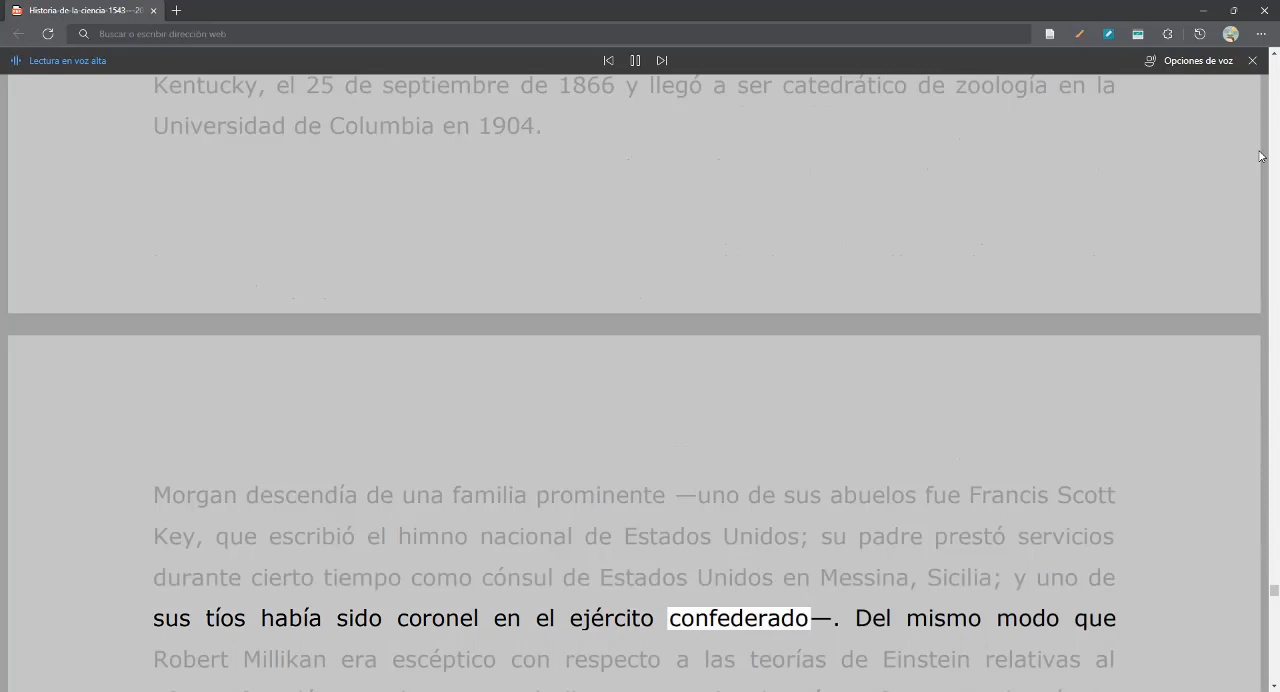 Historia-de-la-ciencia-1543---20
Buscar o escribir dirección web
Lectura en voz alta
Opciones de voz
Kentucky, el 25 de septiembre de 1866 y llegó a ser catedrático de zoología en la
Universidad de Columbia en 1904.
Morgan descendía de una familia prominente —uno de sus abuelos fue Francis Scott
Key, que escribió el himno nacional de Estados Unidos; su padre prestó servicios
durante cierto tiempo como cónsul de Estados Unidos en Messina, Sicilia; y uno de
sus tíos había sido coronel en el ejército confederado—. Del mismo modo que
Robert Millikan era escéptico con respecto a las teorías de Einstein relativas al